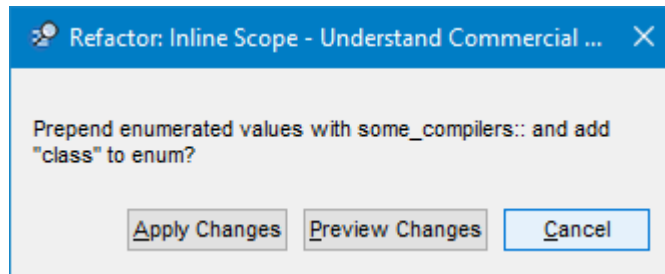 Refactor: Inline Scope - Understand Commercial ...
Prepend enumerated values with some_compilers:: and add
"class" to enum?
Apply Changes Preview Changes Cancel